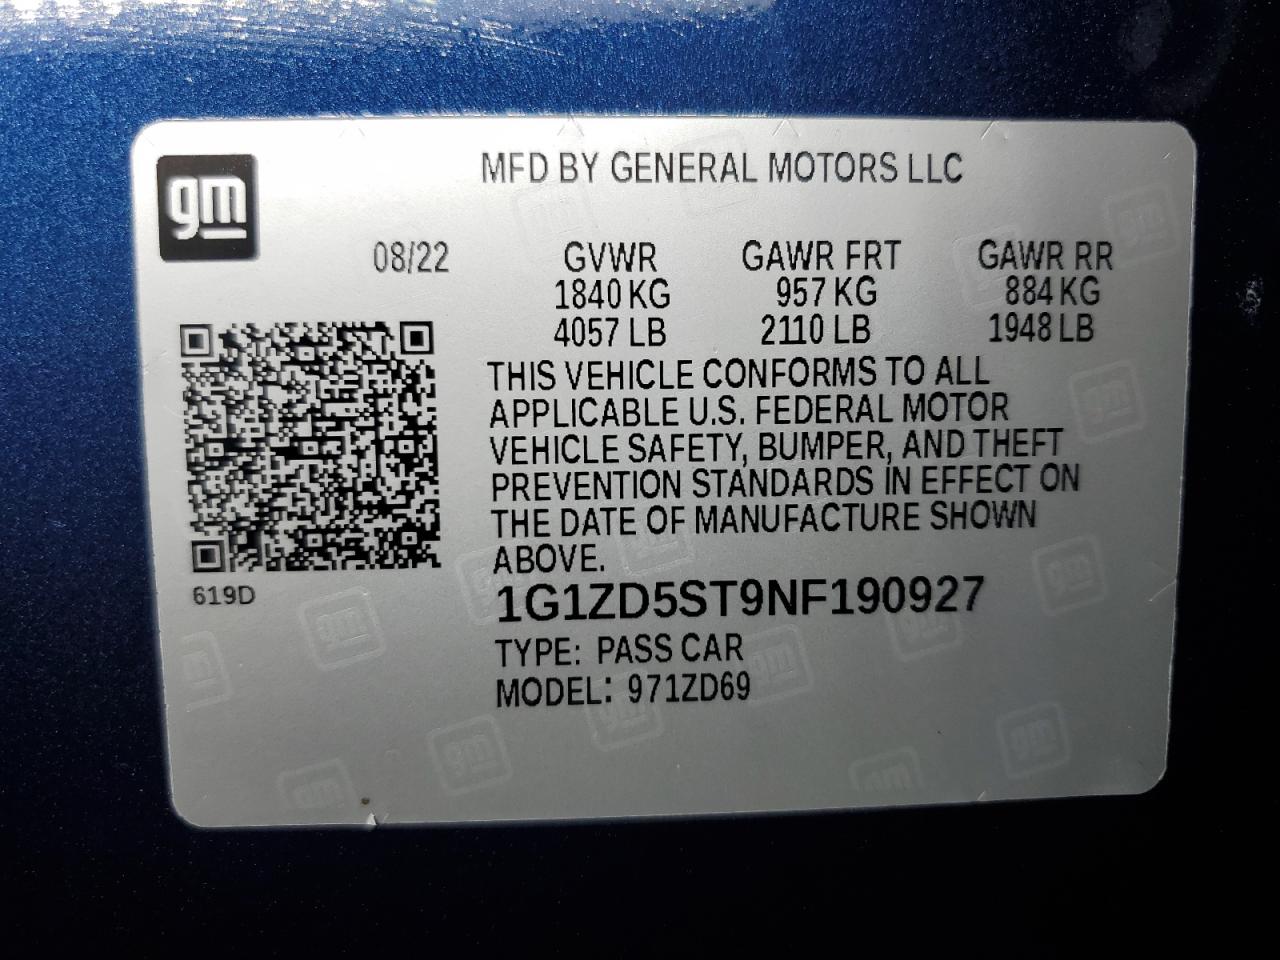 gm
MFD BY GENERAL MOTORS LLC
08/22
GVWR GAWR FRT GAWR RR
1840 KG 957 KG 884 KG
4057 LB 2110 LB 1948 LB
THIS VEHICLE CONFORMS TO ALL
APPLICABLE U.S. FEDERAL MOTOR
VEHICLE SAFETY, BUMPER, AND THEFT
PREVENTION STANDARDS IN EFFECT ON
THE DATE OF MANUFACTURE SHOWN
ABOVE.
619D
1G1ZD5ST9NF190927
TYPE: PASS CAR
MODEL: 971ZD69